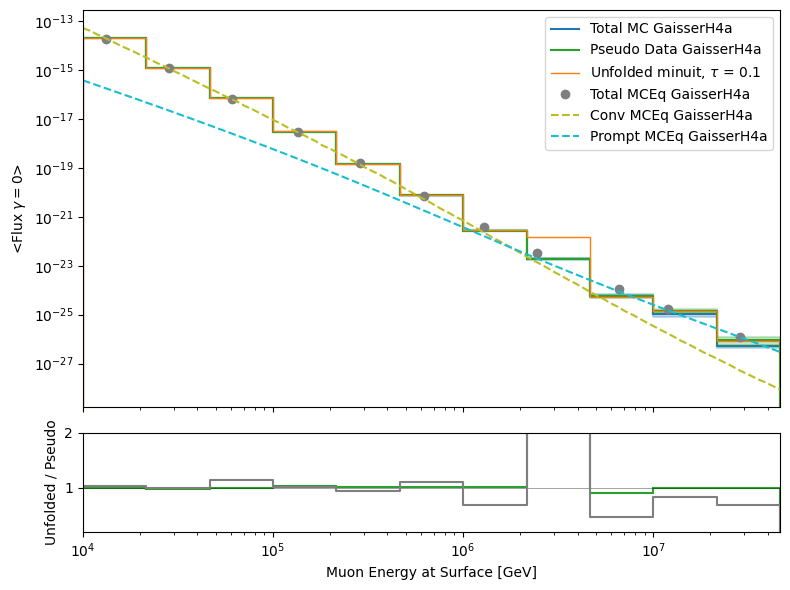 10^{-13}
10^{-15}
10^{-17}
10^{-19}
10^{-21}
10^{-23}
10^{-25}
10^{-27}
<Flux γ = 0>
Total MC GaisserH4a
Pseudo Data GaisserH4a
Unfolded minuit, τ = 0.1
Total MCEq GaisserH4a
Conv MCEq GaisserH4a
Prompt MCEq GaisserH4a
2
1
Unfolded / Pseudo
10^4 10^5 10^6 10^7
Muon Energy at Surface [GeV]